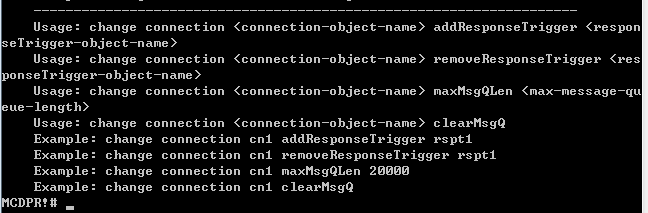 --------------------------------------------------------------------
Usage: change connection <connection-object-name> addResponseTrigger <respon
seTrigger-object-name>
Usage: change connection <connection-object-name> removeResponseTrigger <res
ponseTrigger-object-name>
Usage: change connection <connection-object-name> maxMsgQLen <max-message-qu
eue-length>
Usage: change connection <connection-object-name> clearMsgQ
Example: change connection cn1 addResponseTrigger rspt1
Example: change connection cn1 removeResponseTrigger rspt1
Example: change connection cn1 maxMsgQLen 20000
Example: change connection cn1 clearMsgQ
MCDPR!# _